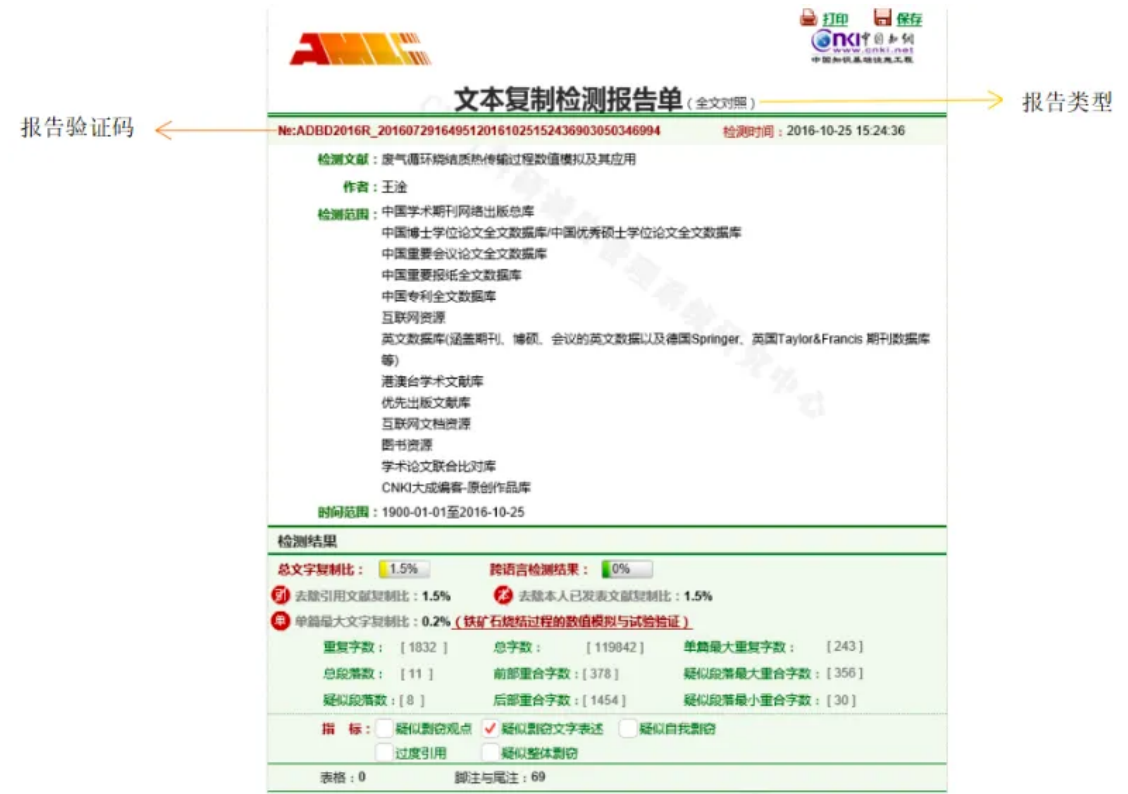 打印 保存
AMLC
CNKI中国知网
www.cnki.net
中国知识基础设施工程
文本复制检测报告单(全文对照)
报告类型
报告验证码
№:ADBD2016R_20160729164951201610251524369030503469​94 检测时间:2016-10-25 15:24:36
检测文献:废气循环烧结质热传输过程数值模拟及其应用
作者:王淦
检测范围:中国学术期刊网络出版总库
中国博士学位论文全文数据库/中国优秀硕士学位论文全文数据库
中国重要会议论文全文数据库
中国重要报纸全文数据库
中国专利全文数据库
互联网资源
英文数据库(涵盖期刊、博硕、会议的英文数据以及德国Springer、英国Taylor&Francis 期刊数据库
等)
港澳台学术文献库
优先出版文献库
互联网文档资源
图书资源
学术论文联合比对库
CNKI大成编客-原创作品库
时间范围:1900-01-01至2016-10-25
检测结果
总文字复制比: 1.5% 跨语言检测结果: 0%
引 去除引用文献复制比:1.5% 去除本人已发表文献复制比:1.5%
单 单篇最大文字复制比:0.2%(铁矿石烧结过程的数值模拟与试验验证)
重复字数: [1832] 总字数: [119842] 单篇最大重复字数: [243]
总段落数: [11] 前部重合字数:[378] 疑似段落最大重合字数:[356]
疑似段落数:[8] 后部重合字数:[1454] 疑似段落最小重合字数:[30]
指 标: 疑似剽窃观点 疑似剽窃文字表述 疑似自我剽窃
过度引用 疑似整体剽窃
表格:0 脚注与尾注:69